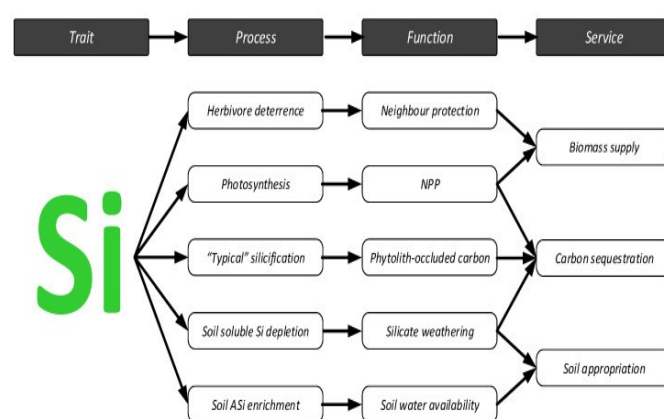 Trait Process Function Service
Herbivore deterrence Neighbour protection
Biomass supply
Photosynthesis NPP
Si
"Typical" silicification Phytolith-occluded carbon Carbon sequestration
Soil soluble Si depletion Silicate weathering
Soil appropriation
Soil ASi enrichment Soil water availability